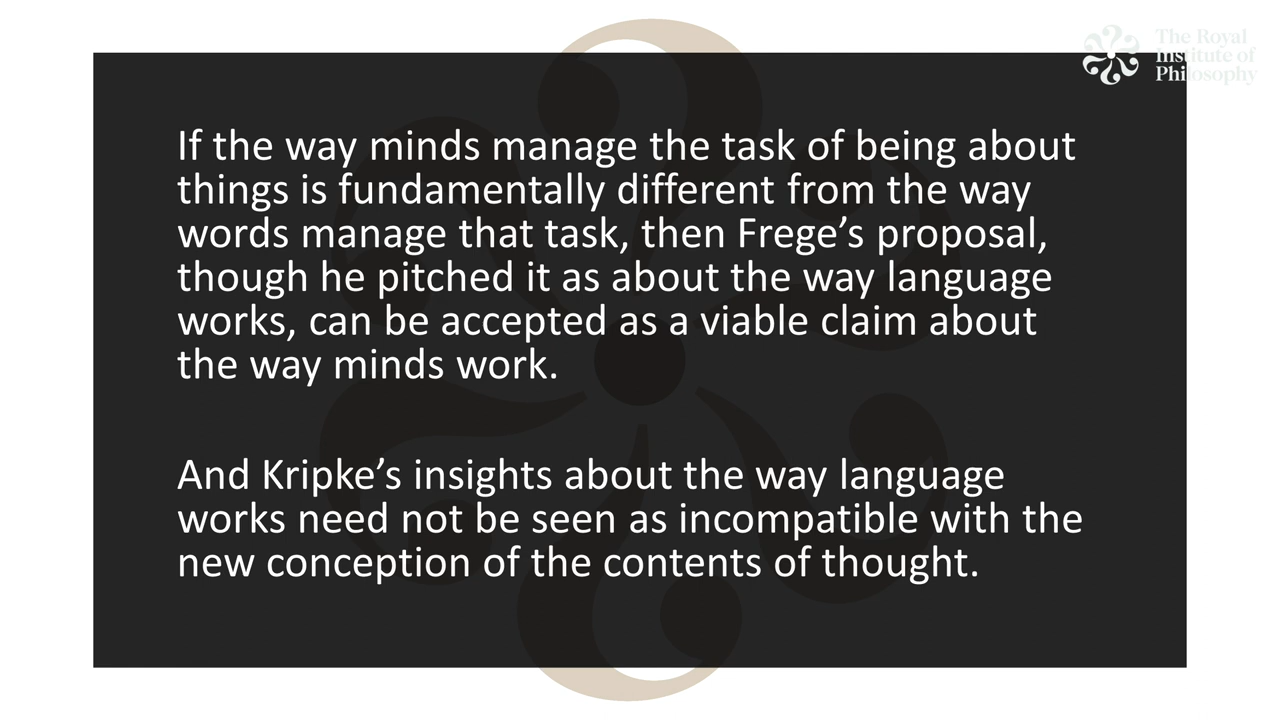 The Royal
Institute of
Philosophy
If the way minds manage the task of being about
things is fundamentally different from the way
words manage that task, then Frege’s proposal,
though he pitched it as about the way language
works, can be accepted as a viable claim about
the way minds work.
And Kripke’s insights about the way language
works need not be seen as incompatible with the
new conception of the contents of thought.